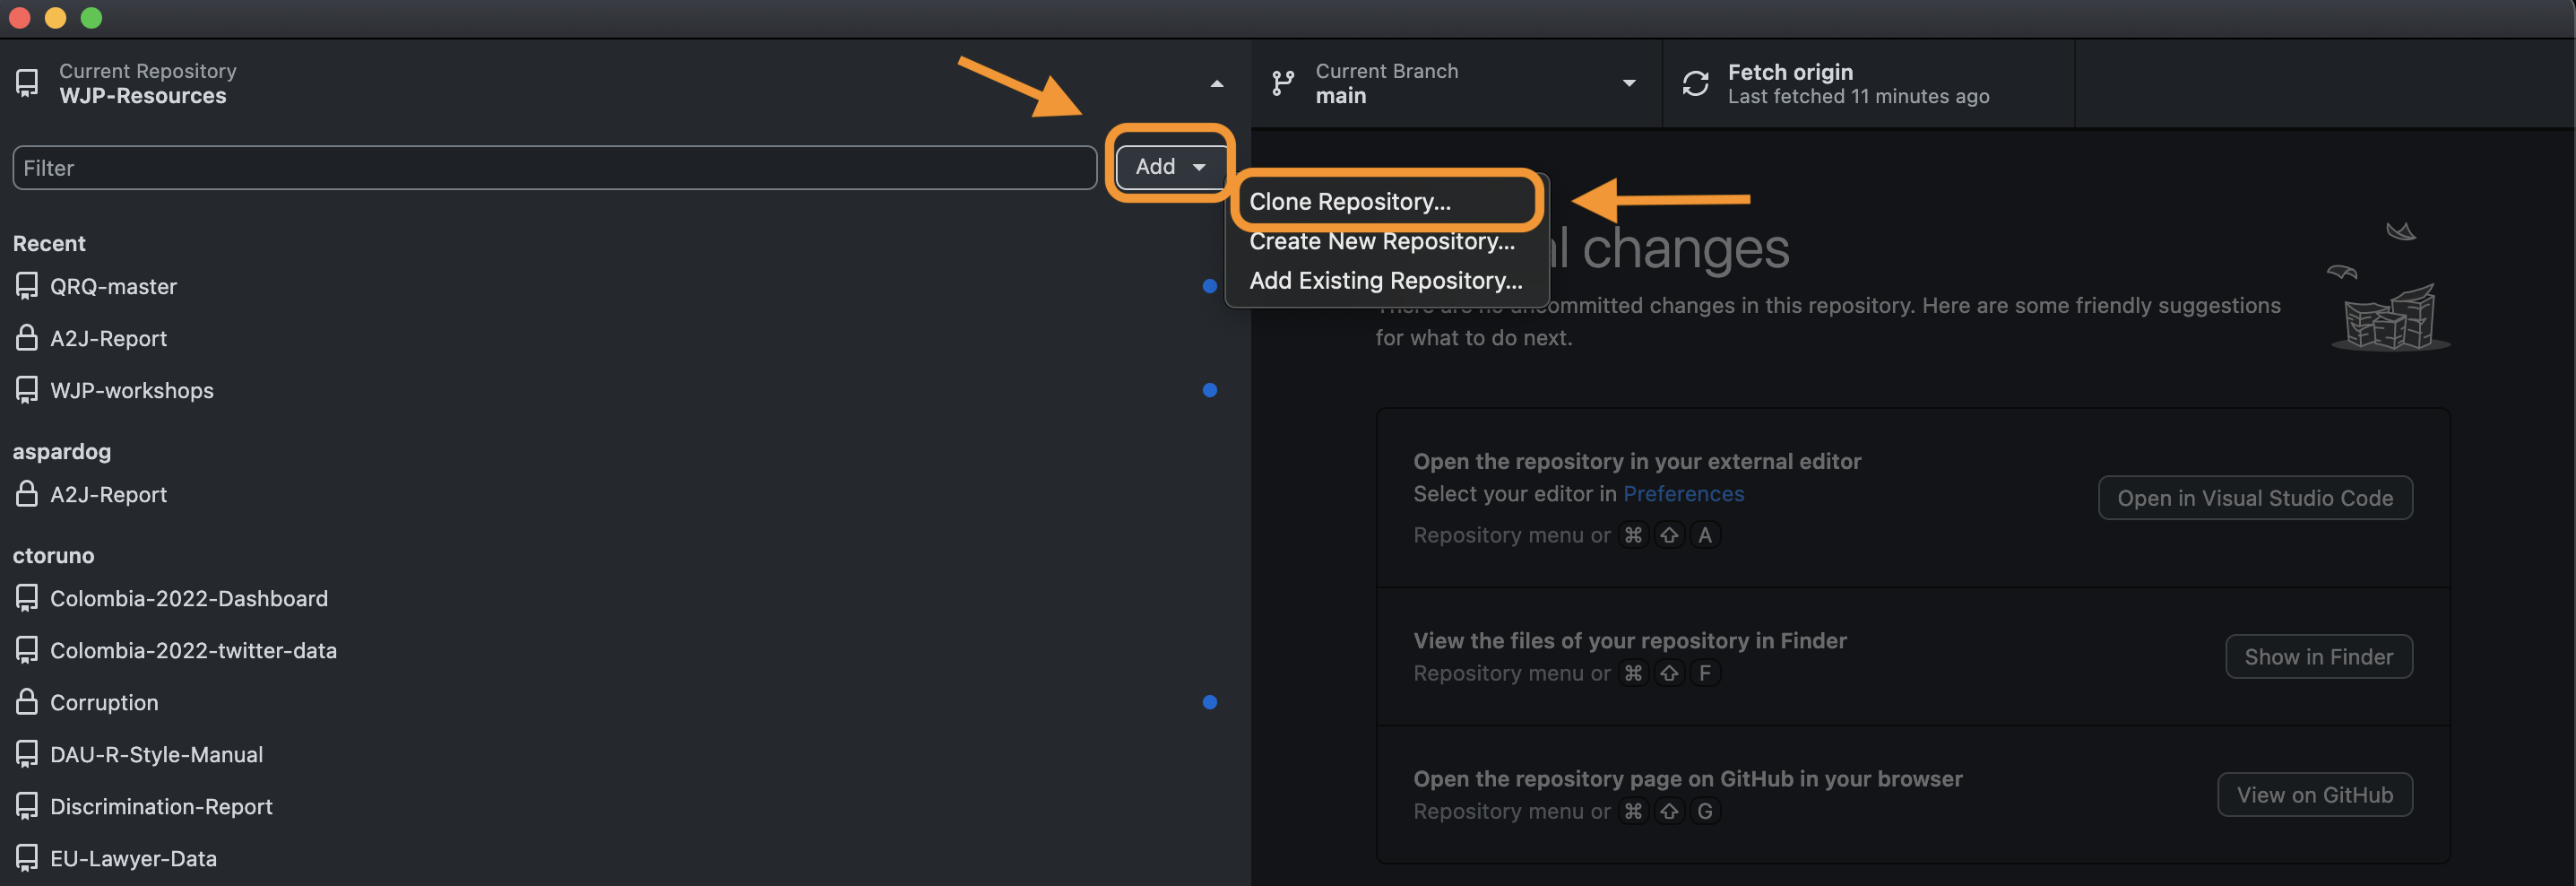 Current Repository
WJP-Resources
Current Branch
main
Fetch origin
Last fetched 11 minutes ago
Filter
Add
Clone Repository...
Create New Repository...
Add Existing Repository...
Recent
QRQ-master
A2J-Report
WJP-workshops
aspardog
A2J-Report
ctoruno
Colombia-2022-Dashboard
Colombia-2022-twitter-data
Corruption
DAU-R-Style-Manual
Discrimination-Report
EU-Lawyer-Data
changes
There are no uncommitted changes in this repository. Here are some friendly suggestions
for what to do next.
Open the repository in your external editor
Select your editor in Preferences
Repository menu or ⌘ ⇧ A
Open in Visual Studio Code
View the files of your repository in Finder
Repository menu or ⌘ ⇧ F
Show in Finder
Open the repository page on GitHub in your browser
Repository menu or ⌘ ⇧ G
View on GitHub